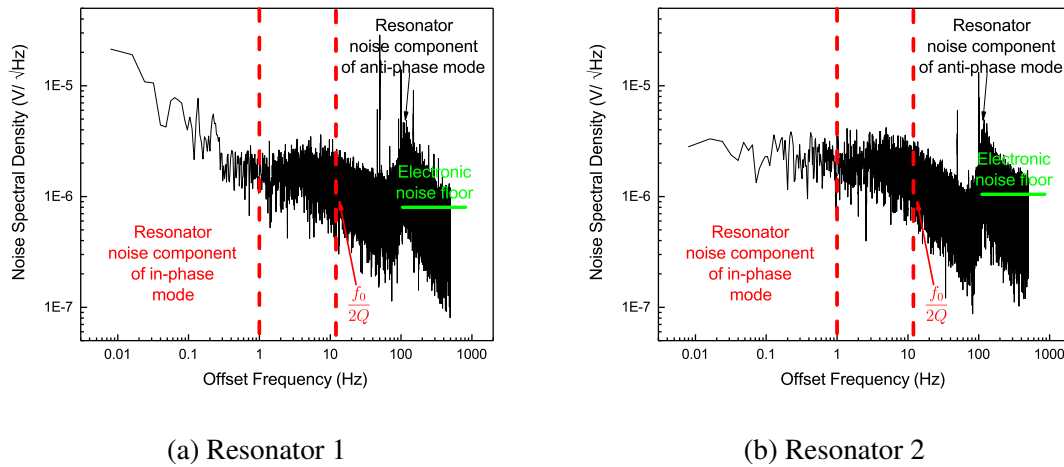 Noise Spectral Density (V/ √Hz)
1E-5
1E-6
1E-7
Resonator
noise component
of anti-phase mode
Electronic
noise floor
Resonator
noise component
of in-phase
mode
f₀
2Q
0.01
0.1
1
10
100
1000
Offset Frequency (Hz)
(a) Resonator 1
Noise Spectral Density (V/ √Hz)
1E-5
1E-6
1E-7
Resonator
noise component
of anti-phase mode
Electronic
noise floor
Resonator
noise component
of in-phase
mode
f₀
2Q
0.01
0.1
1
10
100
1000
Offset Frequency (Hz)
(b) Resonator 2